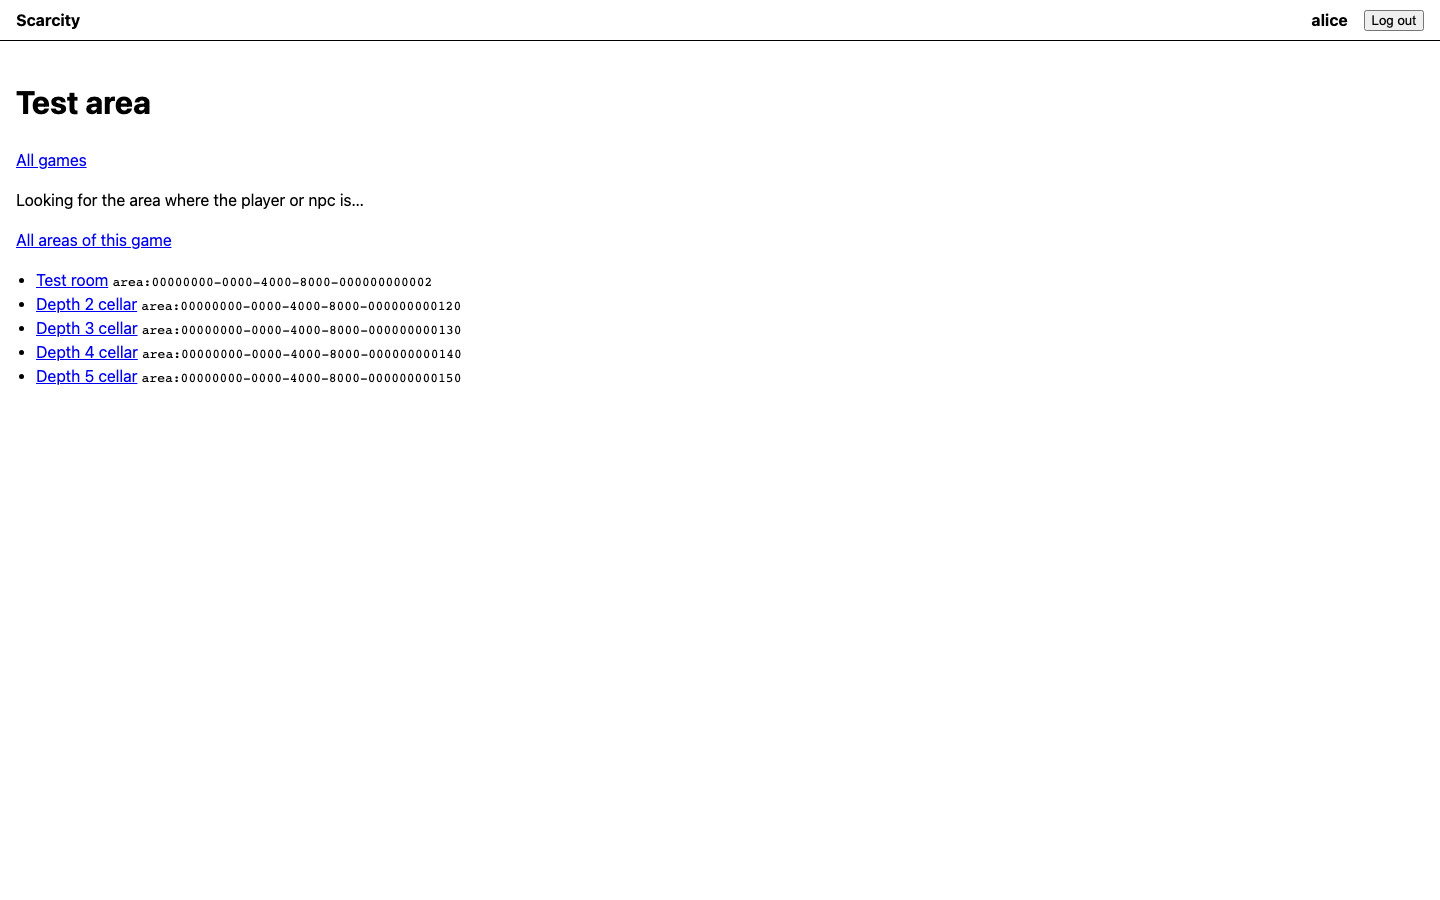 Scarcity alice Log out
Test area
All games
Looking for the area where the player or npc is...
All areas of this game
Test room area:00000000-0000-4000-8000-000000000002
Depth 2 cellar area:00000000-0000-4000-8000-000000000120
Depth 3 cellar area:00000000-0000-4000-8000-000000000130
Depth 4 cellar area:00000000-0000-4000-8000-000000000140
Depth 5 cellar area:00000000-0000-4000-8000-000000000150